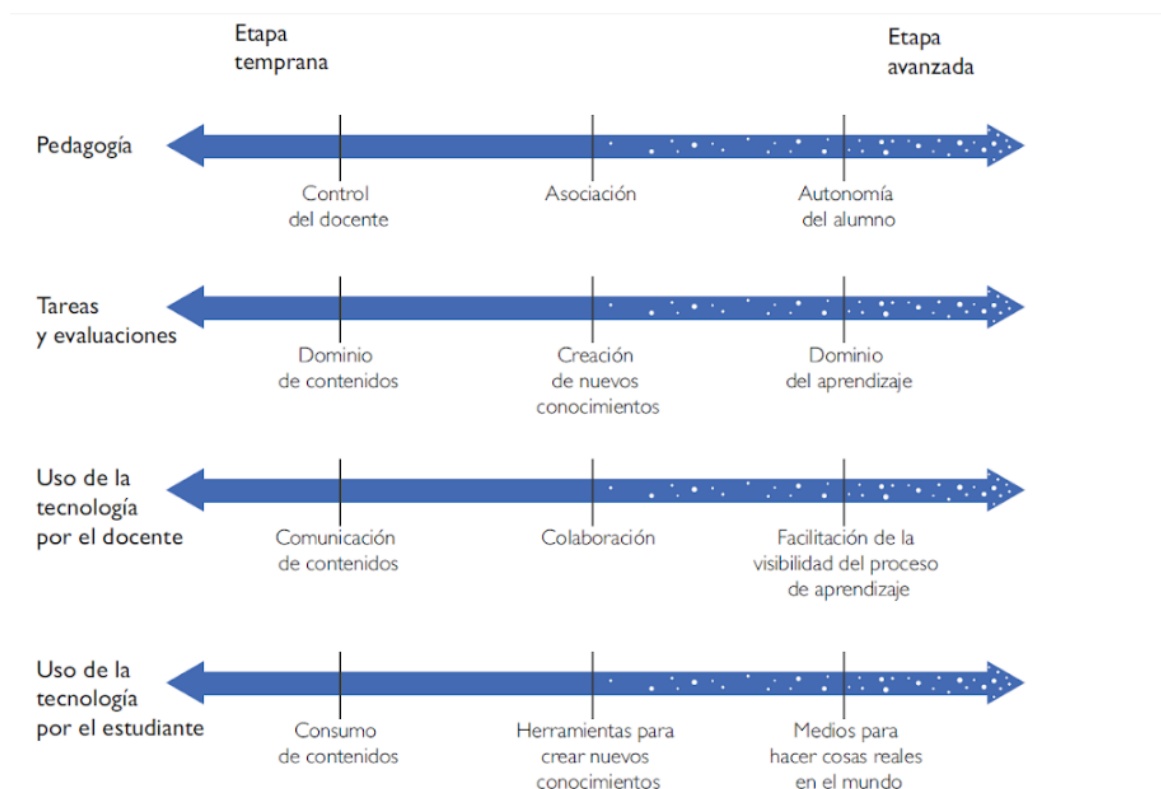 Etapa
temprana
Etapa
avanzada
Pedagogía
Control
del docente
Asociación
Autonomía
del alumno
Tareas
y evaluaciones
Dominio
de contenidos
Creación
de nuevos
conocimientos
Dominio
del aprendizaje
Uso de la
tecnología
por el docente
Comunicación
de contenidos
Colaboración
Facilitación de la
visibilidad del proceso
de aprendizaje
Uso de la
tecnología
por el estudiante
Consumo
de contenidos
Herramientas para
crear nuevos
conocimientos
Medios para
hacer cosas reales
en el mundo